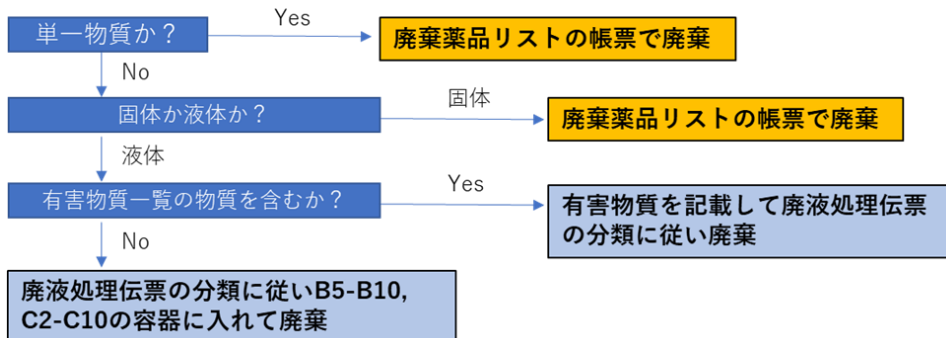 単一物質か？
Yes
廃棄薬品リストの帳票で廃棄
No
固体か液体か？
固体
廃棄薬品リストの帳票で廃棄
液体
有害物質一覧の物質を含むか？
Yes
有害物質を記載して廃液処理伝票
の分類に従い廃棄
No
廃液処理伝票の分類に従いB5-B10,
C2-C10の容器に入れて廃棄